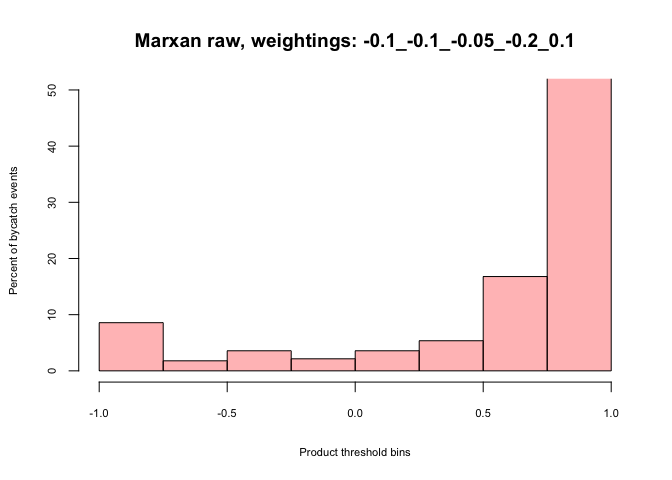 Marxan raw, weightings: -0.1_-0.1_-0.05_-0.2_0.1
50
40
30
20
10
0
Percent of bycatch events
-1.0 -0.5 0.0 0.5 1.0
Product threshold bins